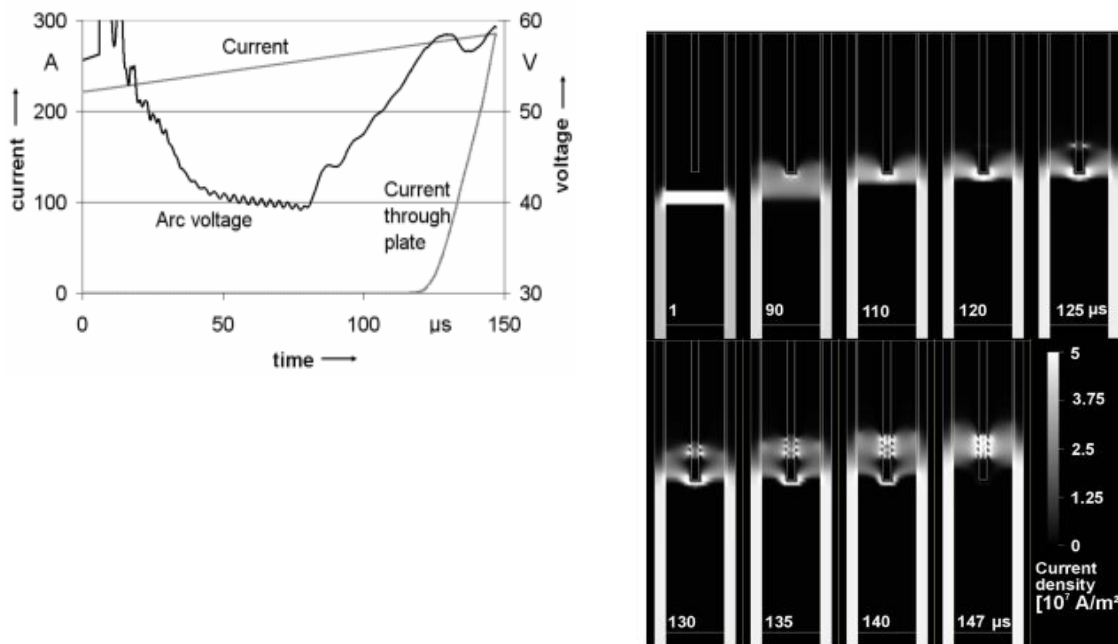 300
A
200
100
0
current
60
V
50
40
30
voltage
Current
Arc voltage
Current
through
plate
0
50
100
µs
150
time
1
90
110
120
125 µs
130
135
140
147 µs
5
3.75
2.5
1.25
0
Current
density
[10⁷ A/m²